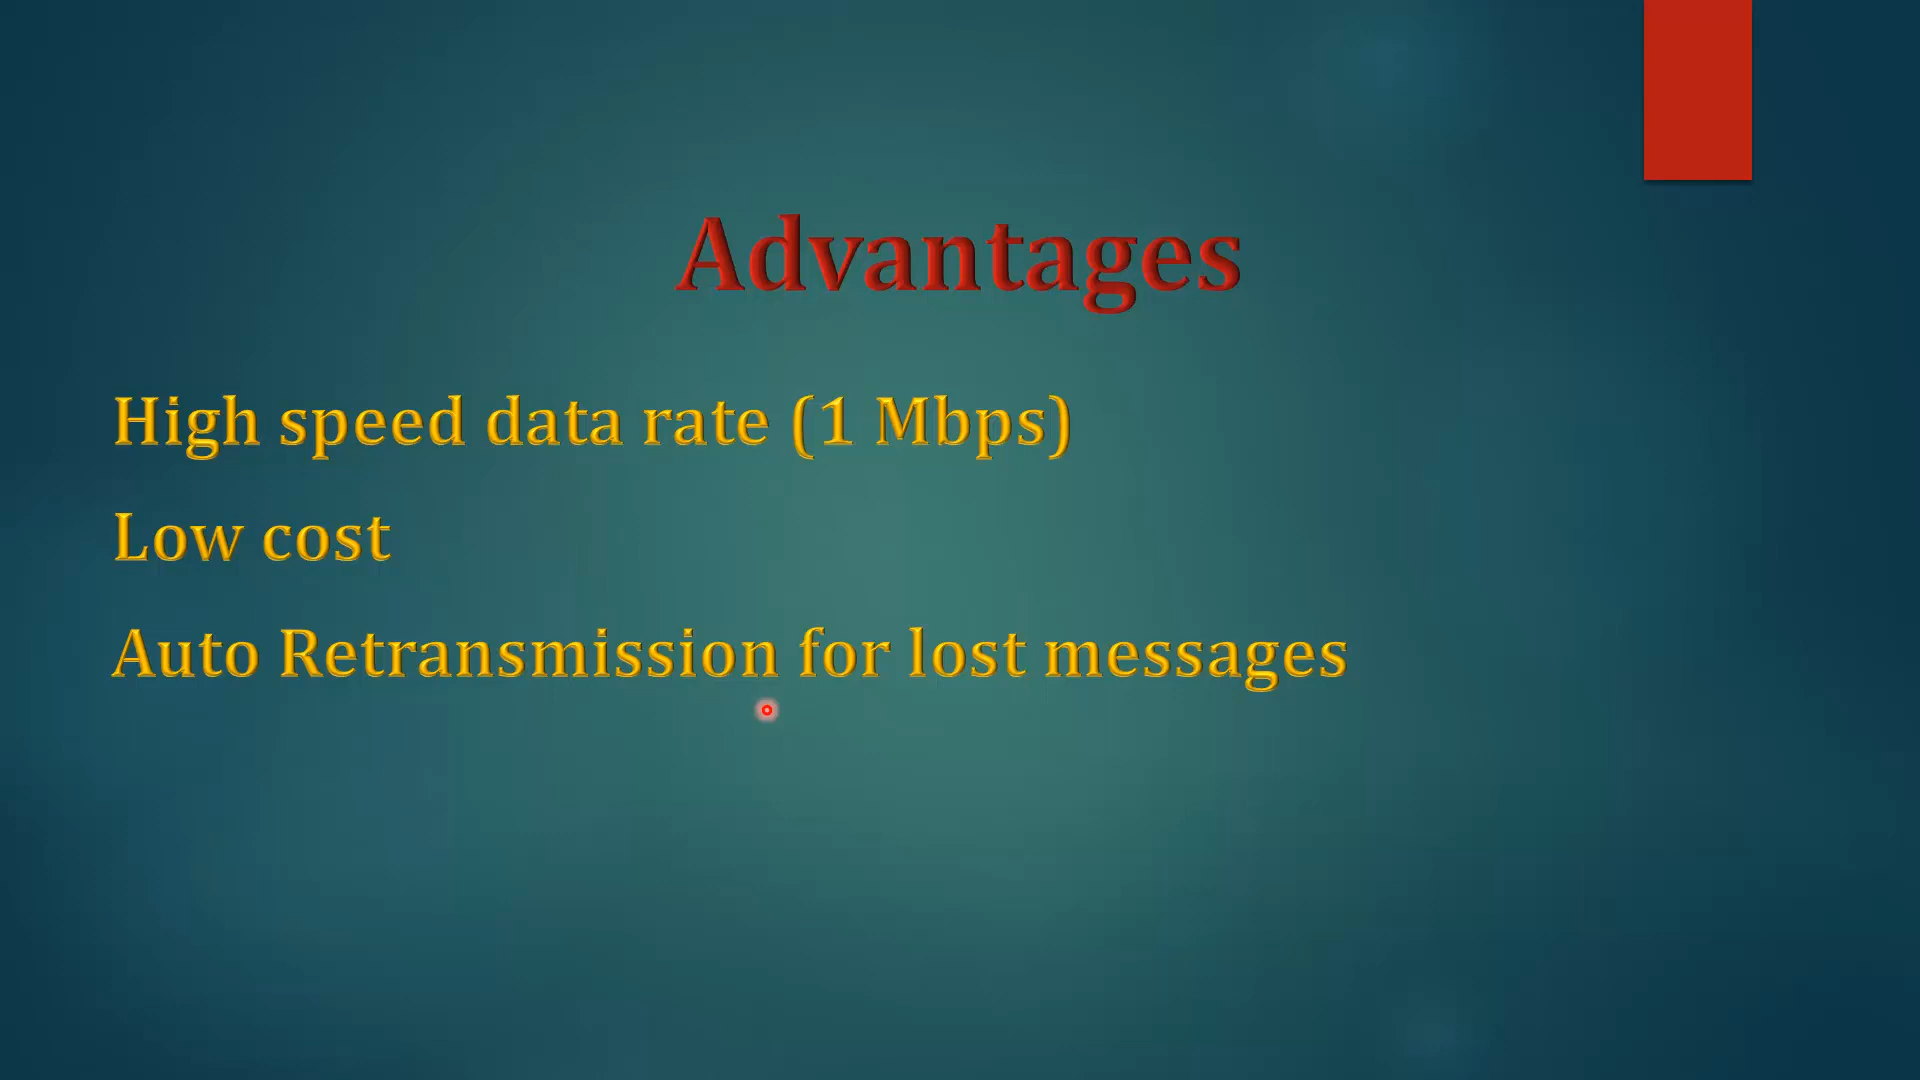 Advantages
High speed data rate (1 Mbps)
Low cost
Auto Retransmission for lost messages